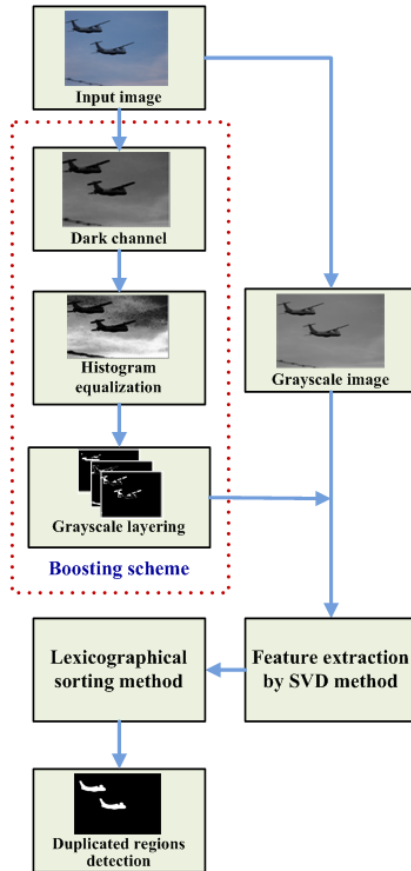 Input image
Dark channel
Histogram
equalization
Grayscale image
Grayscale layering
Boosting scheme
Lexicographical
sorting method
Feature extraction
by SVD method
Duplicated regions
detection